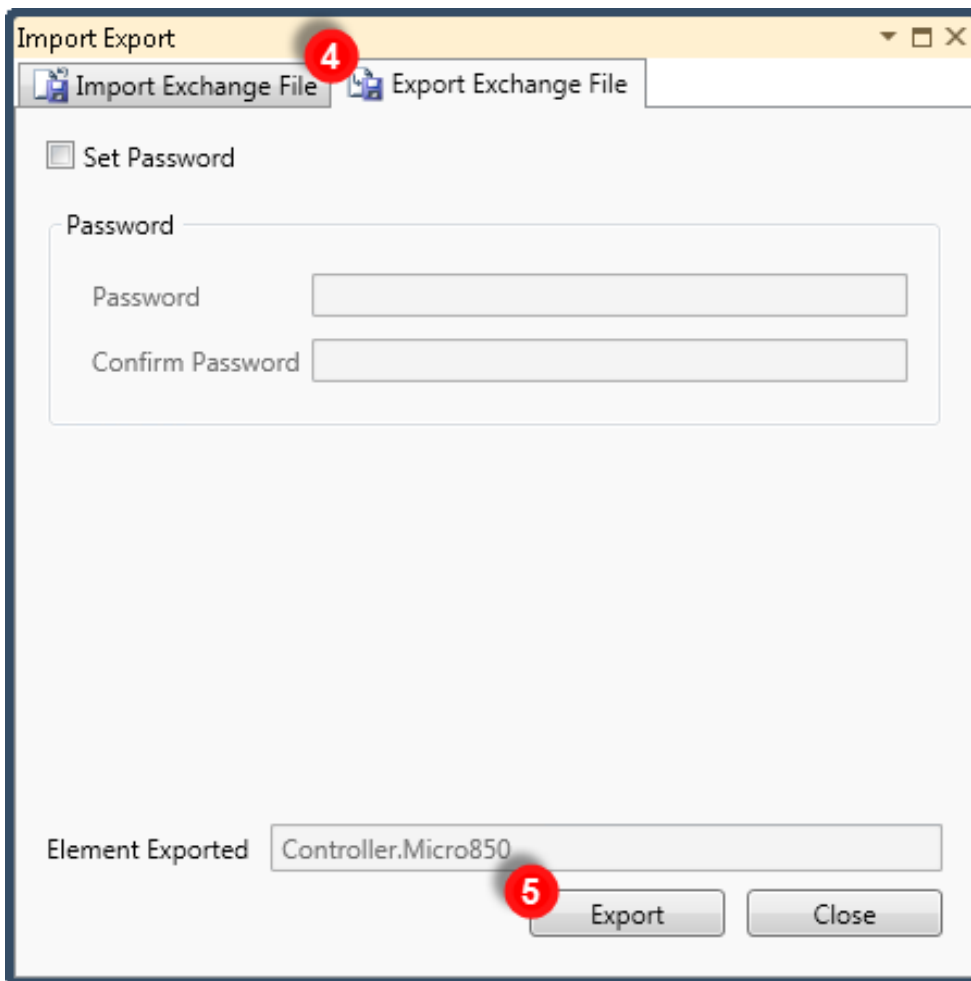 Import Export
4
Import Exchange File Export Exchange File
Set Password
Password
Password
Confirm Password
Element Exported Controller.Micro850
5
Export Close